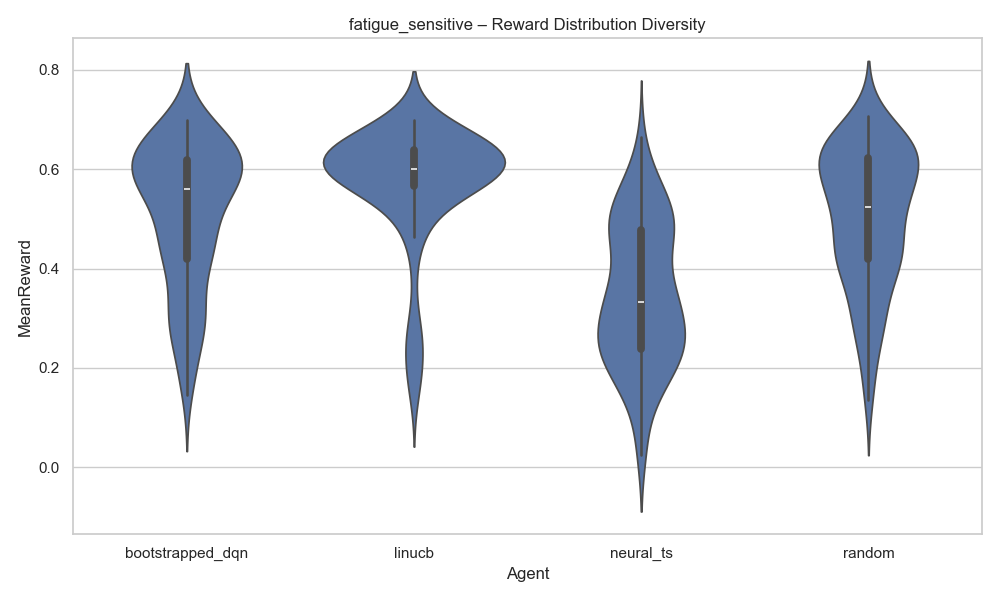 fatigue_sensitive – Reward Distribution Diversity
MeanReward
0.8
0.6
0.4
0.2
0.0
bootstrapped_dqn
linucb
neural_ts
random
Agent